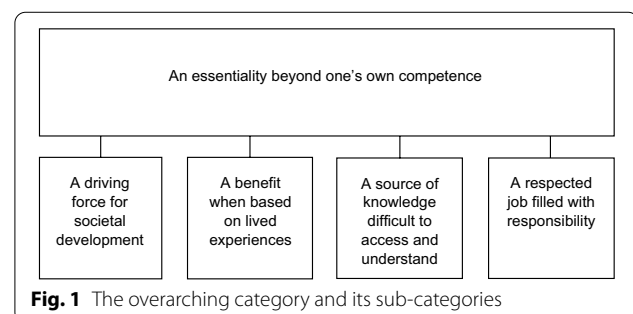 An essentiality beyond one's own competence
A driving
force for
societal
development
A benefit
when based
on lived
experiences
A source of
knowledge
difficult to
access and
understand
A respected
job filled with
responsibility
Fig. 1 The overarching category and its sub-categories